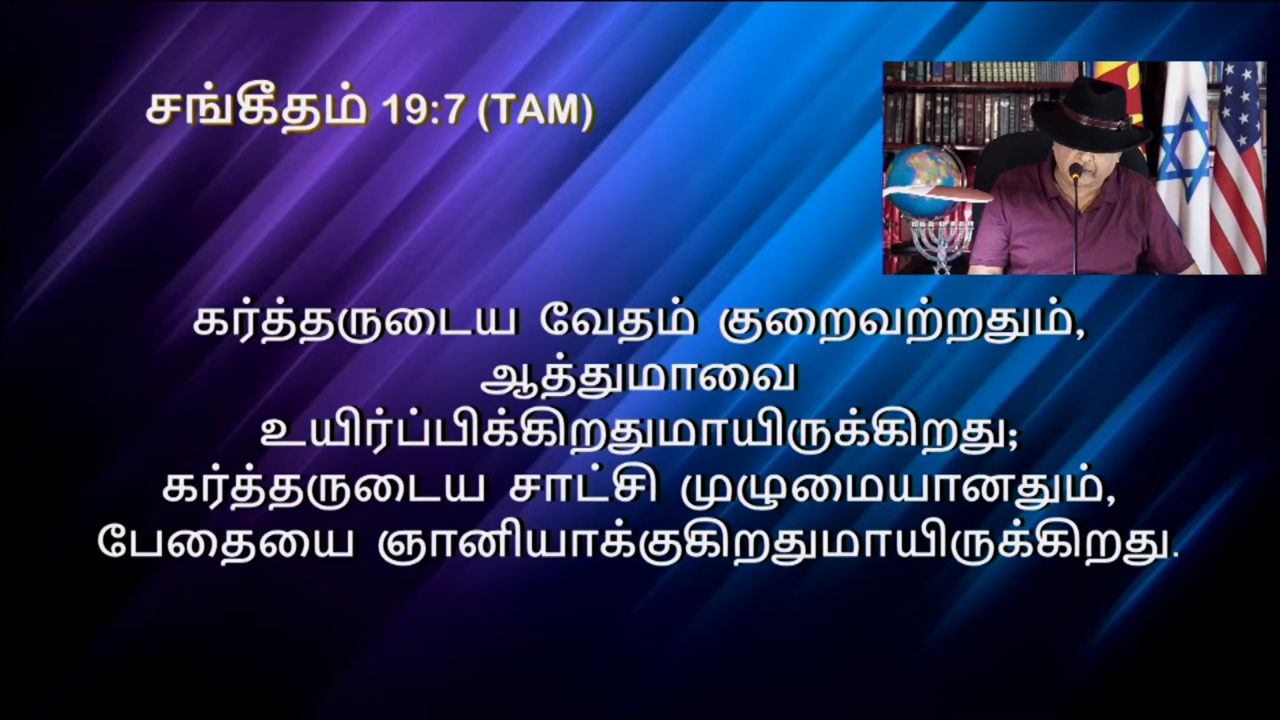 சங்கீதம் 19:7 (TAM)
கர்த்தருடைய வேதம் குறைவற்றதும்,
ஆத்துமாவை
உயிர்ப்பிக்கிறதுமாயிருக்கிறது;
கர்த்தருடைய சாட்சி முழுமையானதும்,
பேதையை ஞானியாக்குகிறதுமாயிருக்கிறது.